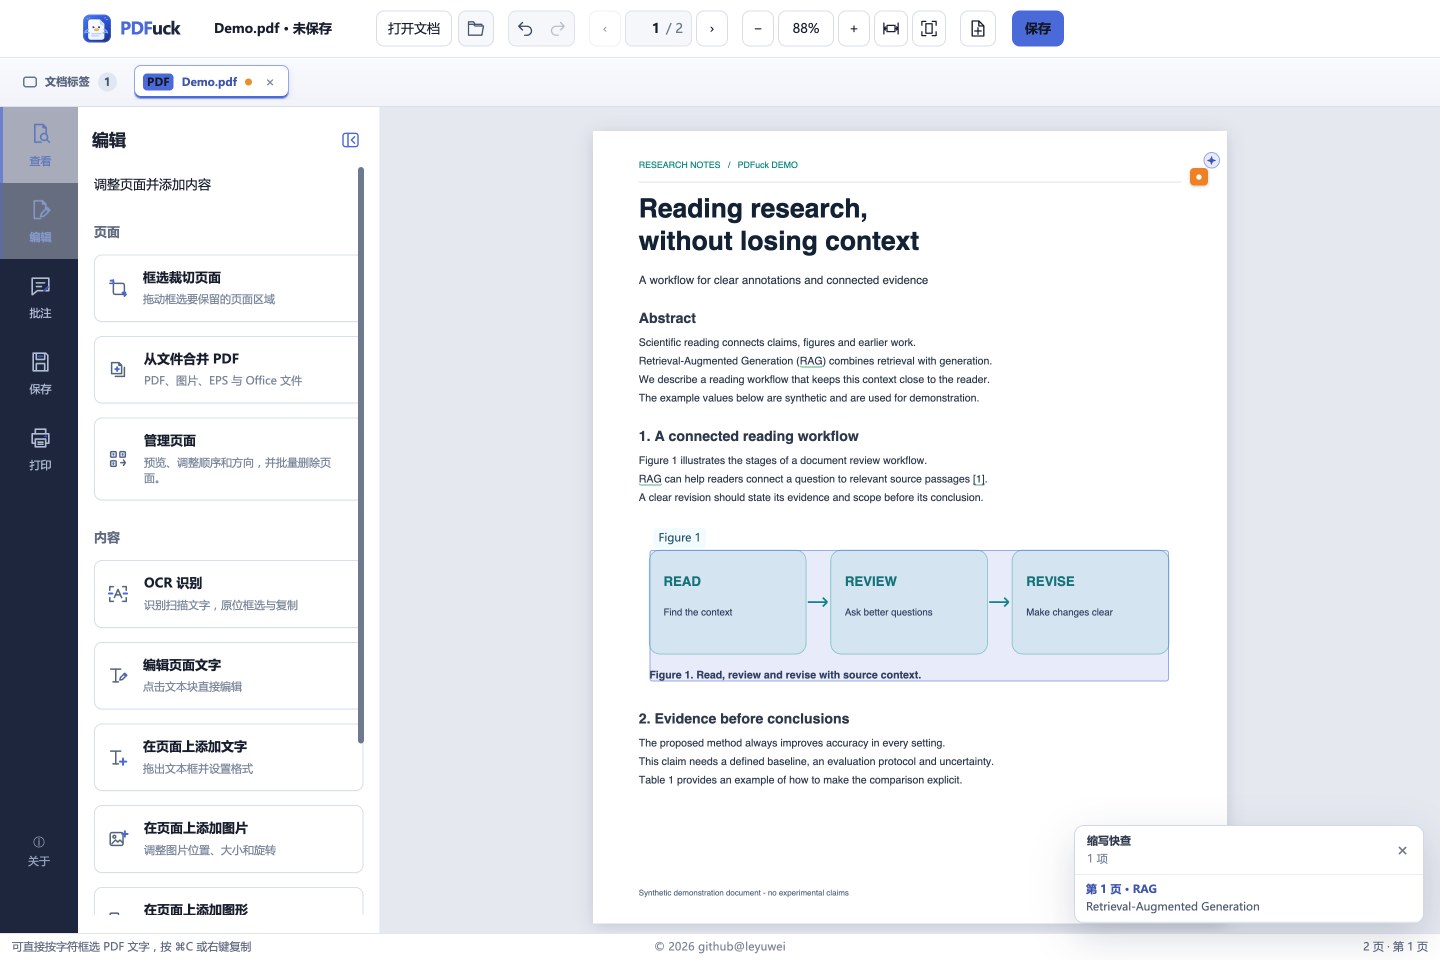 PDFuck
Demo.pdf • 未保存
打开文档
1 / 2
88%
保存
文档标签 1
PDF Demo.pdf
查看
编辑
批注
保存
打印
关于
编辑
调整页面并添加内容
页面
框选裁切页面
拖动框选要保留的页面区域
从文件合并 PDF
PDF、图片、EPS 与 Office 文件
管理页面
预览、调整顺序和方向，并批量删除页
面。
内容
OCR 识别
识别扫描文字，原位框选与复制
编辑页面文字
点击文本块直接编辑
在页面上添加文字
拖出文本框并设置格式
在页面上添加图片
调整图片位置、大小和旋转
在页面上添加图形
RESEARCH NOTES / PDFuck DEMO
Reading research,
without losing context
A workflow for clear annotations and connected evidence
Abstract
Scientific reading connects claims, figures and earlier work.
Retrieval-Augmented Generation (RAG) combines retrieval with generation.
We describe a reading workflow that keeps this context close to the reader.
The example values below are synthetic and are used for demonstration.
1. A connected reading workflow
Figure 1 illustrates the stages of a document review workflow.
RAG can help readers connect a question to relevant source passages [1].
A clear revision should state its evidence and scope before its conclusion.
Figure 1
READ
Find the context
REVIEW
Ask better questions
REVISE
Make changes clear
Figure 1. Read, review and revise with source context.
2. Evidence before conclusions
The proposed method always improves accuracy in every setting.
This claim needs a defined baseline, an evaluation protocol and uncertainty.
Table 1 provides an example of how to make the comparison explicit.
Synthetic demonstration document - no experimental claims
缩写快查
1 项
第 1 页 • RAG
Retrieval-Augmented Generation
可直接按字符框选 PDF 文字，按 ⌘C 或右键复制
© 2026 github@leyuwei
2 页 · 第 1 页